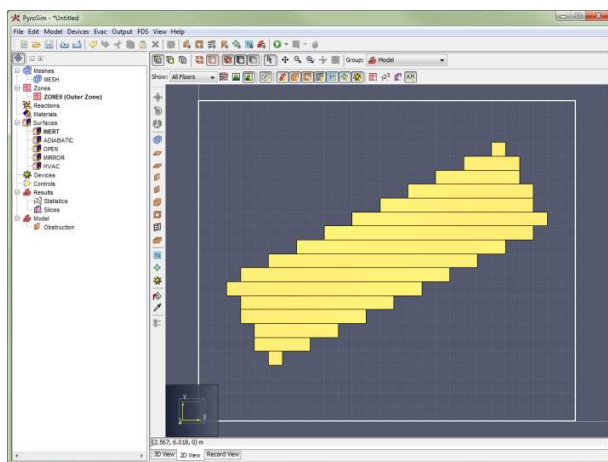 PyroSim - *Untitled
File Edit Model Devices Evac Output FDS View Help
Group: Model
Show: All Floors
Meshes
MESH
Zones
ZONE0 (Outer Zone)
Reactions
Materials
Surfaces
INERT
ADIABATIC
OPEN
MIRROR
HVAC
Devices
Controls
Results
Statistics
Slices
Model
Obstruction
Y
X
(2.567, 6.018, 0) m
3D View 2D View Record View